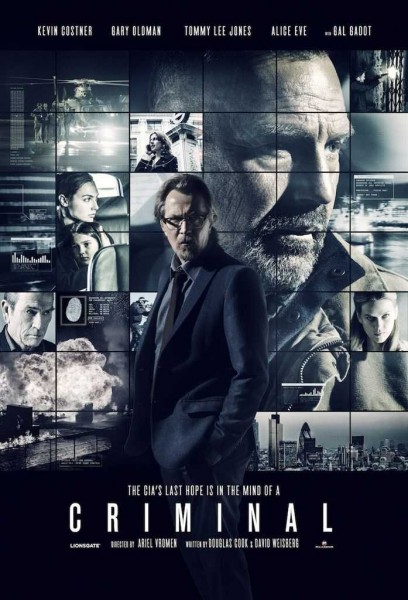 KEVIN COSTNER GARY OLDMAN TOMMY LEE JONES ALICE EVE WITH GAL GADOT
THE CIA'S LAST HOPE IS IN THE MIND OF A
CRIMINAL
LIONSGATE DIRECTED BY ARIEL VROMEN WRITTEN BY DOUGLAS COOK & DAVID WEISBERG